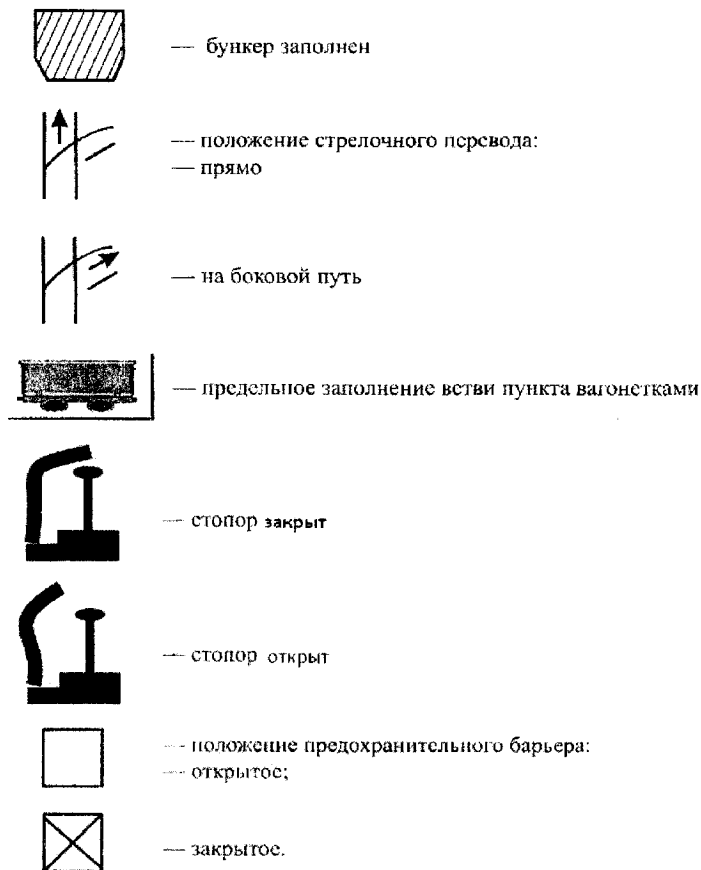 — бункер заполнен
— положение стрелочного перевода:
— прямо
— на боковой путь
— предельное заполнение ветви пункта вагонетками
— стопор закрыт
— стопор открыт
— положение предохранительного барьера:
— открытое;
— закрытое.